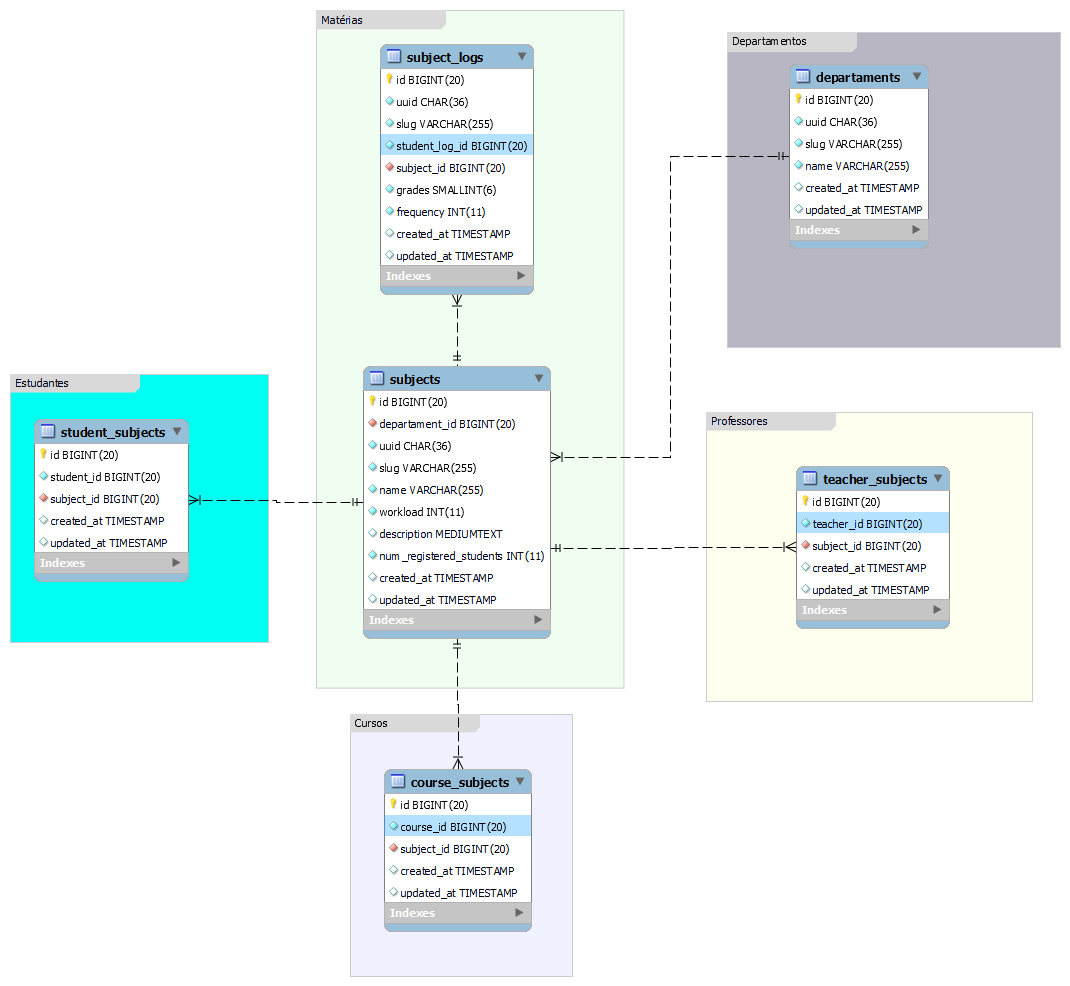 Matérias
subject_logs
id BIGINT(20)
uuid CHAR(36)
slug VARCHAR(255)
student_log_id BIGINT(20)
subject_id BIGINT(20)
grades SMALLINT(6)
frequency INT(11)
created_at TIMESTAMP
updated_at TIMESTAMP
Indexes
Departamentos
departaments
id BIGINT(20)
uuid CHAR(36)
slug VARCHAR(255)
name VARCHAR(255)
created_at TIMESTAMP
updated_at TIMESTAMP
Indexes
subjects
id BIGINT(20)
departament_id BIGINT(20)
uuid CHAR(36)
slug VARCHAR(255)
name VARCHAR(255)
workload INT(11)
description MEDIUMTEXT
num_registered_students INT(11)
created_at TIMESTAMP
updated_at TIMESTAMP
Indexes
Estudantes
student_subjects
id BIGINT(20)
student_id BIGINT(20)
subject_id BIGINT(20)
created_at TIMESTAMP
updated_at TIMESTAMP
Indexes
Professores
teacher_subjects
id BIGINT(20)
teacher_id BIGINT(20)
subject_id BIGINT(20)
created_at TIMESTAMP
updated_at TIMESTAMP
Indexes
Cursos
course_subjects
id BIGINT(20)
course_id BIGINT(20)
subject_id BIGINT(20)
created_at TIMESTAMP
updated_at TIMESTAMP
Indexes